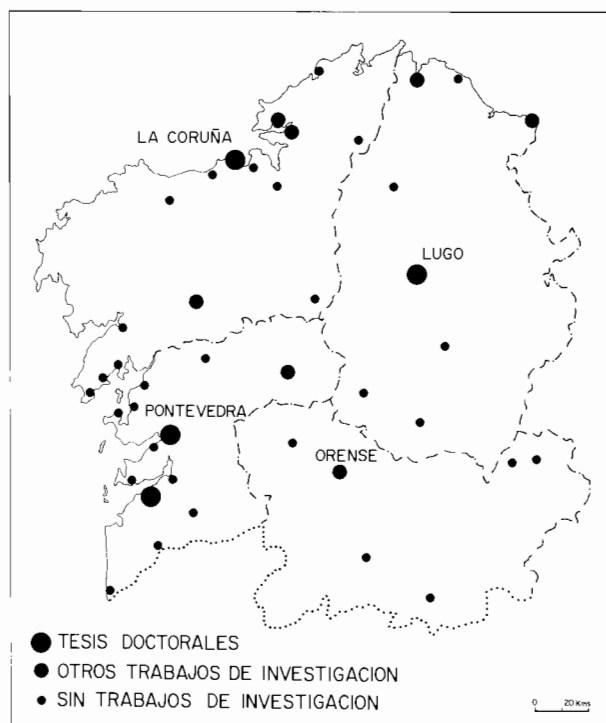 LA CORUÑA
LUGO
PONTEVEDRA
ORENSE
TESIS DOCTORALES
OTROS TRABAJOS DE INVESTIGACION
SIN TRABAJOS DE INVESTIGACION
0 20 Kms